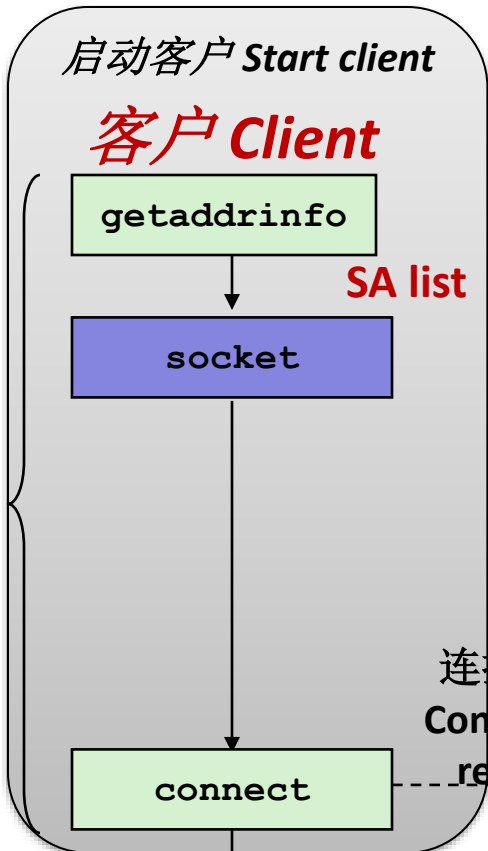 启动客户 Start client
客户 Client
getaddrinfo
SA list
socket
connect